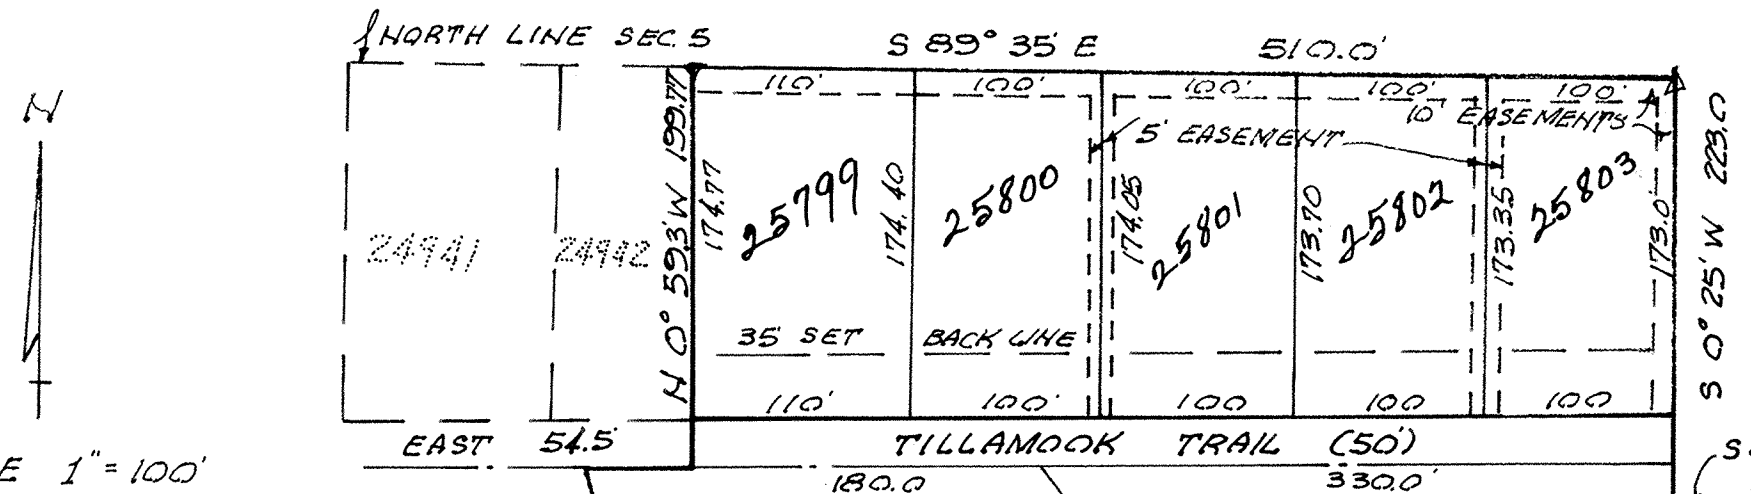 NORTH LINE SEC. 5
S 89° 35' E 510.0'
N
110' 100' 100' 100' 100'
10' EASEMENTS
5' EASEMENT
N 0° 59.3' W 199.77
174.77
174.40
174.05
173.70
173.35
173.0'
S 0° 25' W 223.0
24941 24942 25799 25800 25801 25802 25803
35' SET BACK LINE
110' 100' 100 100 100
EAST 54.5' TILLAMOOK TRAIL (50')
E 1" = 100'
180.0 330.0'
S